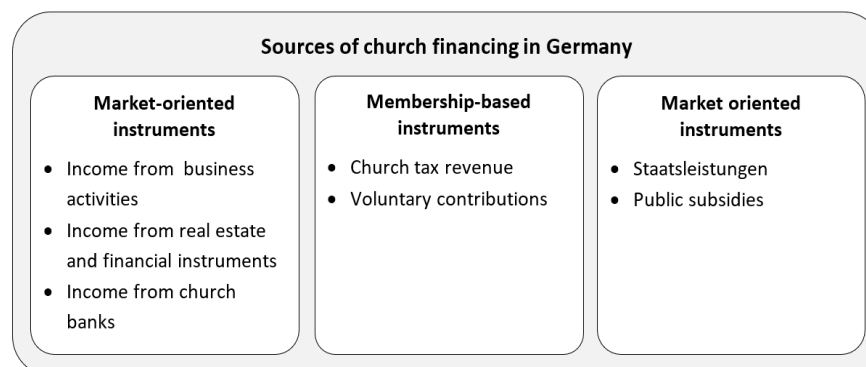 Sources of church financing in Germany
Market-oriented
instruments
• Income from business
activities
• Income from real estate
and financial instruments
• Income from church
banks
Membership-based
instruments
• Church tax revenue
• Voluntary contributions
Market oriented
instruments
• Staatsleistungen
• Public subsidies